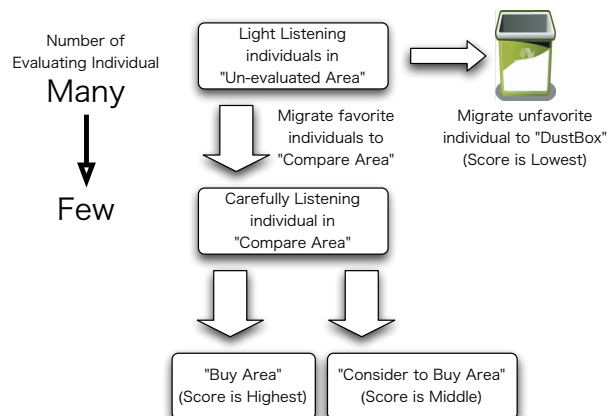 Number of
Evaluating Individual
Many
Few
Light Listening
individuals in
"Un-evaluated Area"
Migrate favorite
individuals to
"Compare Area"
Migrate unfavorite
individual to "DustBox"
(Score is Lowest)
Carefully Listening
individual in
"Compare Area"
"Buy Area"
(Score is Highest)
"Consider to Buy Area"
(Score is Middle)